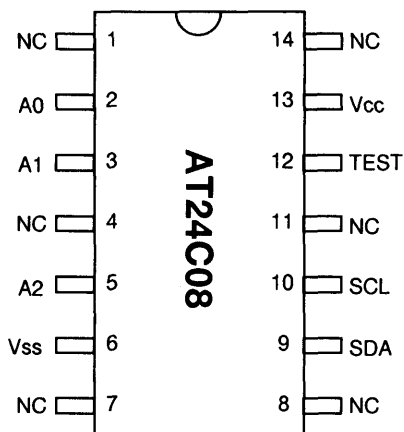 NC 1 14 NC
A0 2 13 Vcc
A1 3 12 TEST
NC 4 11 NC
A2 5 10 SCL
Vss 6 9 SDA
NC 7 8 NC
AT24C08